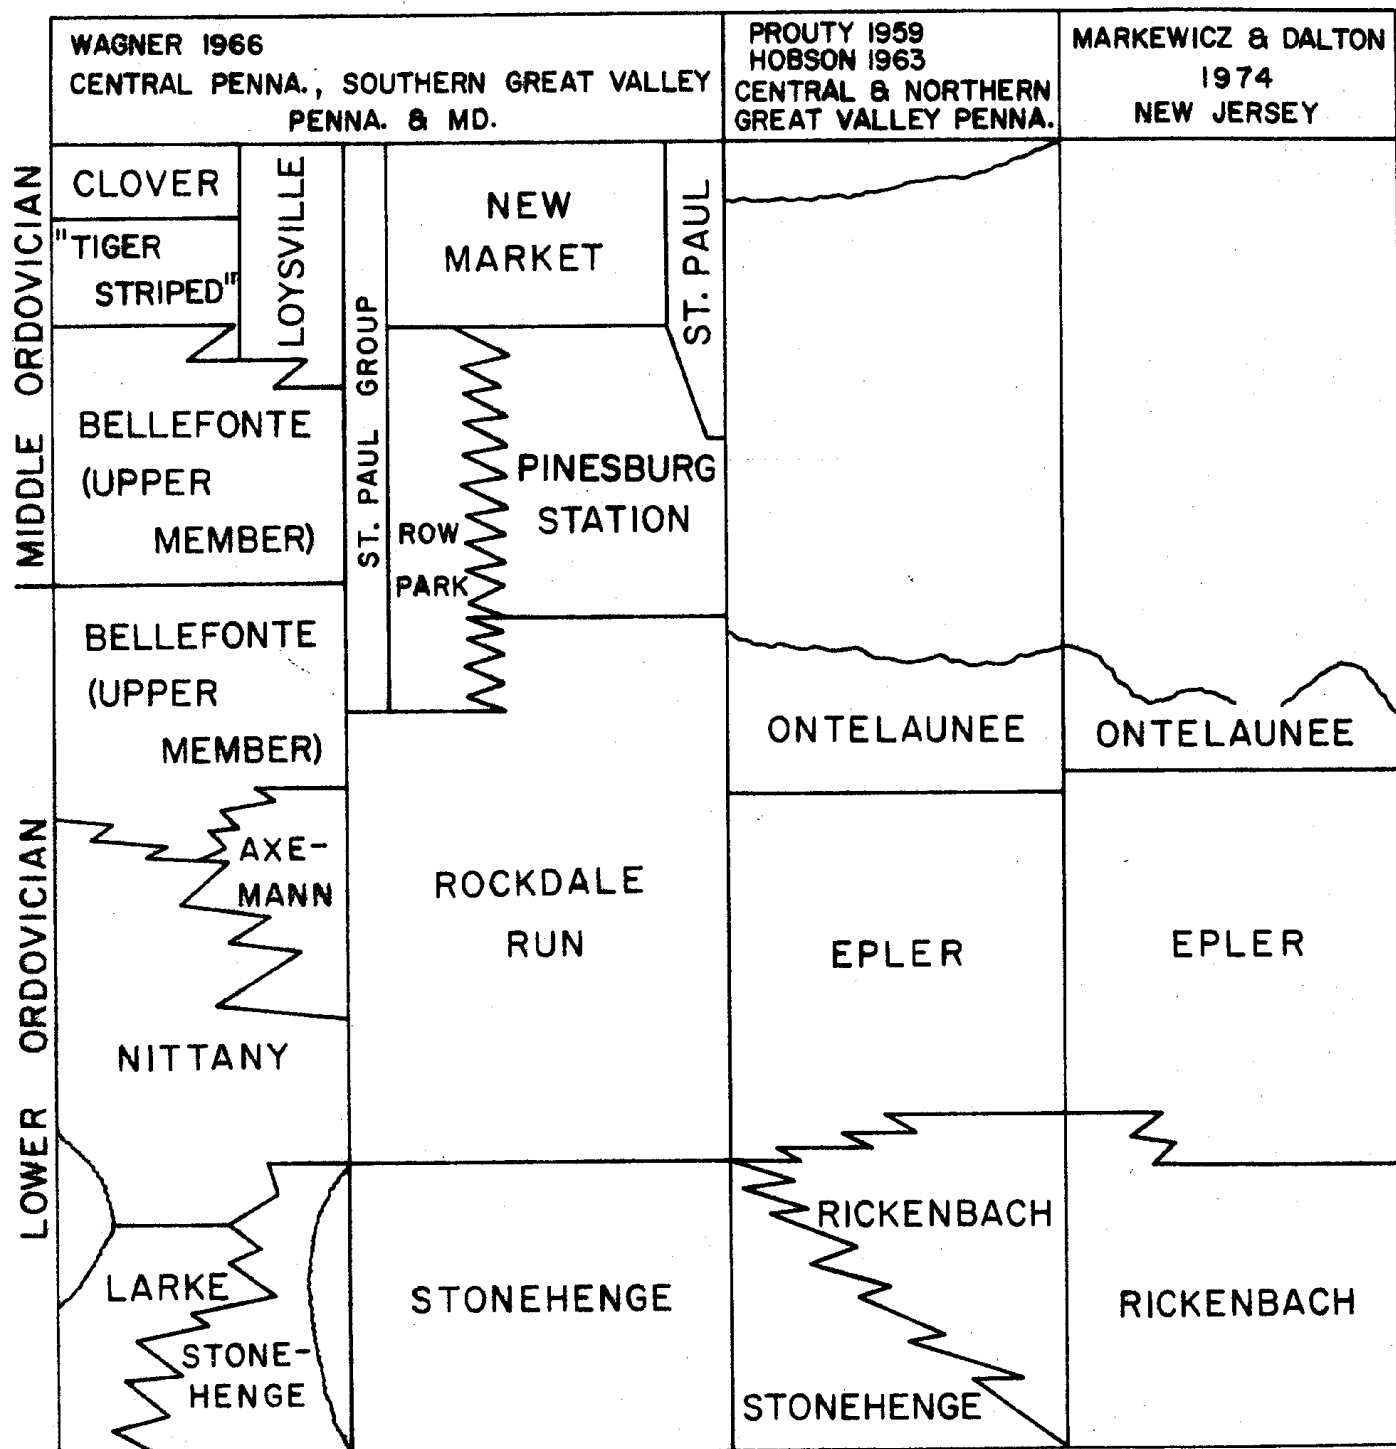 WAGNER 1966
CENTRAL PENNA., SOUTHERN GREAT VALLEY
PENNA. & MD.
PROUTY 1959
HOBSON 1963
CENTRAL & NORTHERN
GREAT VALLEY PENNA.
MARKEWICZ & DALTON
1974
NEW JERSEY
MIDDLE ORDOVICIAN
LOWER ORDOVICIAN
CLOVER
"TIGER
STRIPED"
LOYSVILLE
BELLEFONTE
(UPPER
MEMBER)
BELLEFONTE
(UPPER
MEMBER)
AXE-
MANN
NITTANY
LARKE
STONE-
HENGE
ST. PAUL GROUP
NEW
MARKET
ST. PAUL
ROW
PARK
PINESBURG
STATION
ROCKDALE
RUN
STONEHENGE
ONTELAUNEE
EPLER
RICKENBACH
STONEHENGE
ONTELAUNEE
EPLER
RICKENBACH